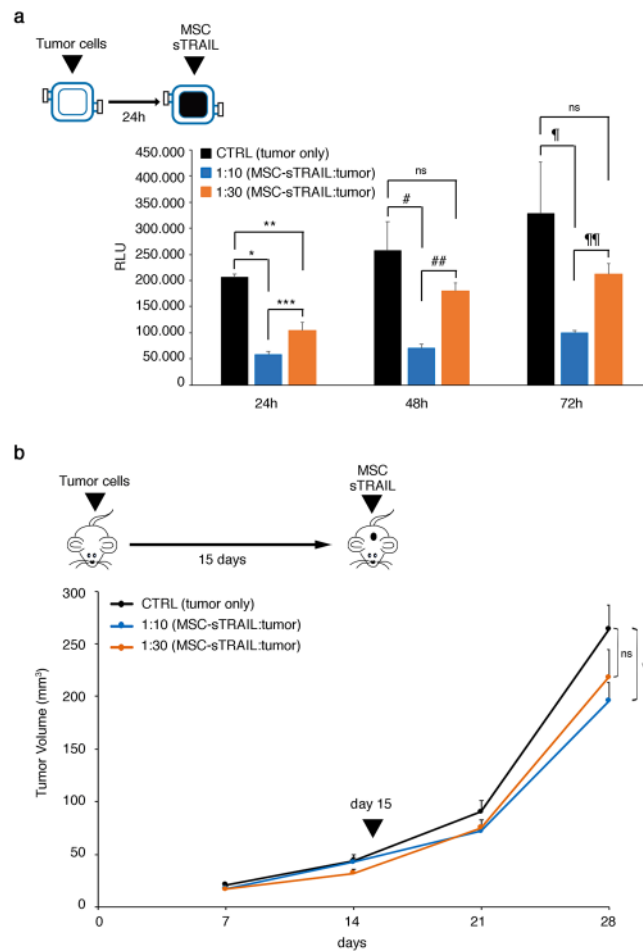 a
Tumor cells
MSC
sTRAIL
24h
CTRL (tumor only)
1:10 (MSC-sTRAIL:tumor)
1:30 (MSC-sTRAIL:tumor)
RLU
450.000
400.000
350.000
300.000
250.000
200.000
150.000
100.000
50.000
0
**
*
***
ns
#
##
ns
¶
¶¶
24h
48h
72h
b
Tumor cells
MSC
sTRAIL
15 days
CTRL (tumor only)
1:10 (MSC-sTRAIL:tumor)
1:30 (MSC-sTRAIL:tumor)
Tumor Volume (mm³)
300
250
200
150
100
50
0
day 15
ns
0
7
14
21
28
days